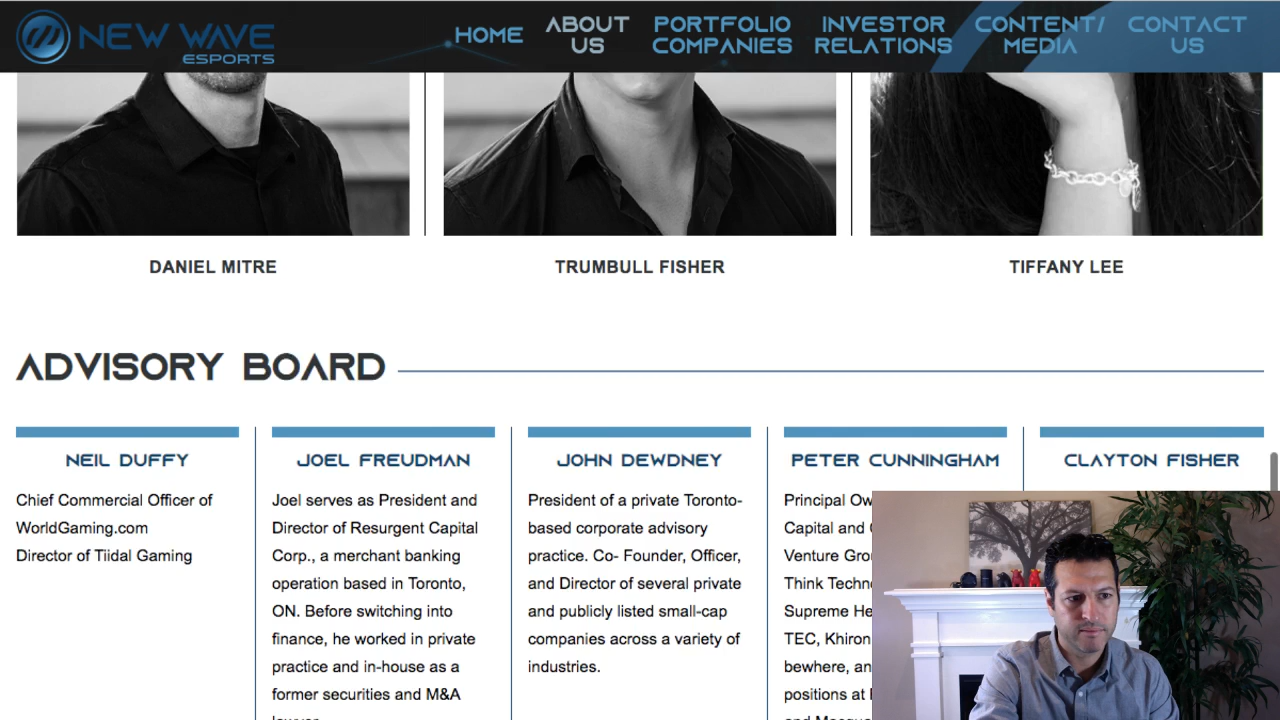 NEW WAVE
ESPORTS
HOME
ABOUT
US
PORTFOLIO
COMPANIES
INVESTOR
RELATIONS
CONTENT/
MEDIA
CONTACT
US
DANIEL MITRE
TRUMBULL FISHER
TIFFANY LEE
ADVISORY BOARD
NEIL DUFFY
Chief Commercial Officer of
WorldGaming.com
Director of Tiidal Gaming
JOEL FREUDMAN
Joel serves as President and
Director of Resurgent Capital
Corp., a merchant banking
operation based in Toronto,
ON. Before switching into
finance, he worked in private
practice and in-house as a
former securities and M&A
JOHN DEWDNEY
President of a private Toronto-
based corporate advisory
practice. Co- Founder, Officer,
and Director of several private
and publicly listed small-cap
companies across a variety of
industries.
PETER CUNNINGHAM
Principal
Capital and
Venture
Think
Supreme
TEC, Khiron
bewhere,
positions at
CLAYTON FISHER